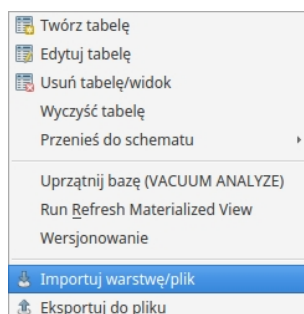 Twórz tabelę
Edytuj tabelę
Usuń tabelę/widok
Wyczyść tabelę
Przenieś do schematu
Uprzątnij bazę (VACUUM ANALYZE)
Run Refresh Materialized View
Wersjonowanie
Importuj warstwę/plik
Eksportuj do pliku